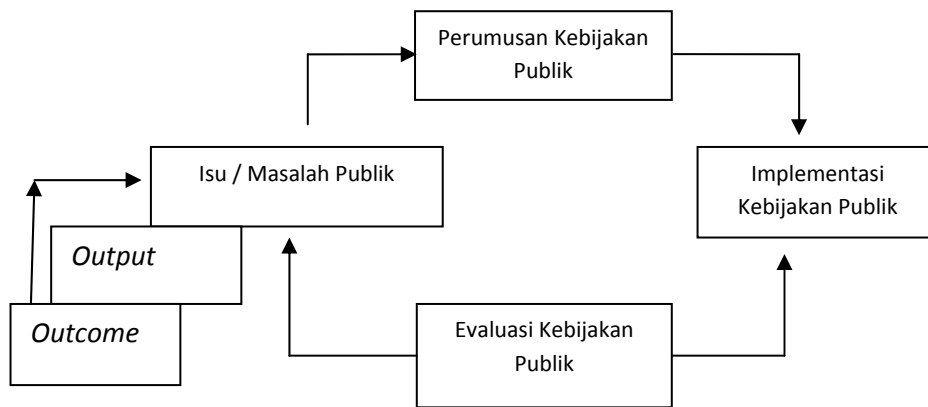 Perumusan Kebijakan
Publik
Isu / Masalah Publik
Implementasi
Kebijakan Publik
Output
Outcome
Evaluasi Kebijakan
Publik